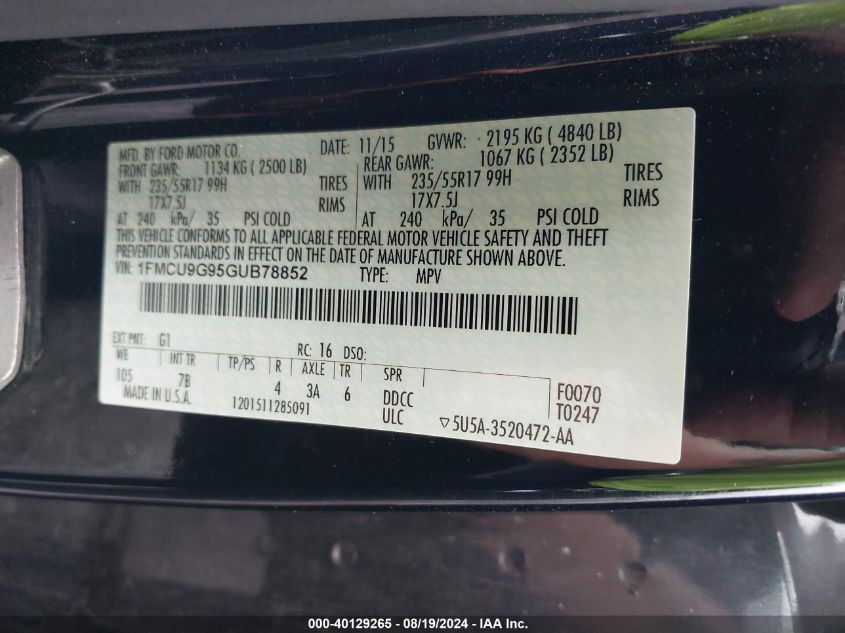 MFD. BY FORD MOTOR CO. DATE: 11/15 GVWR: 2195 KG ( 4840 LB)
FRONT GAWR: 1134 KG ( 2500 LB) REAR GAWR: 1067 KG ( 2352 LB)
WITH 235/55R17 99H TIRES WITH 235/55R17 99H TIRES
17X7.5J RIMS 17X7.5J RIMS
AT 240 kPa/ 35 PSI COLD AT 240 kPa/ 35 PSI COLD
THIS VEHICLE CONFORMS TO ALL APPLICABLE FEDERAL MOTOR VEHICLE SAFETY AND THEFT
PREVENTION STANDARDS IN EFFECT ON THE DATE OF MANUFACTURE SHOWN ABOVE.
VIN: 1FMCU9G95GUB78852 TYPE: MPV
EXT PNT: G1 RC: 16 DSO:
WB INT TR TP/PS R AXLE TR SPR F0070
105 7B 4 3A 6 DDCC T0247
MADE IN U.S.A. 1201511285091 ULC ▽5U5A-3520472-AA
000-40129265 - 08/19/2024 - IAAI.com